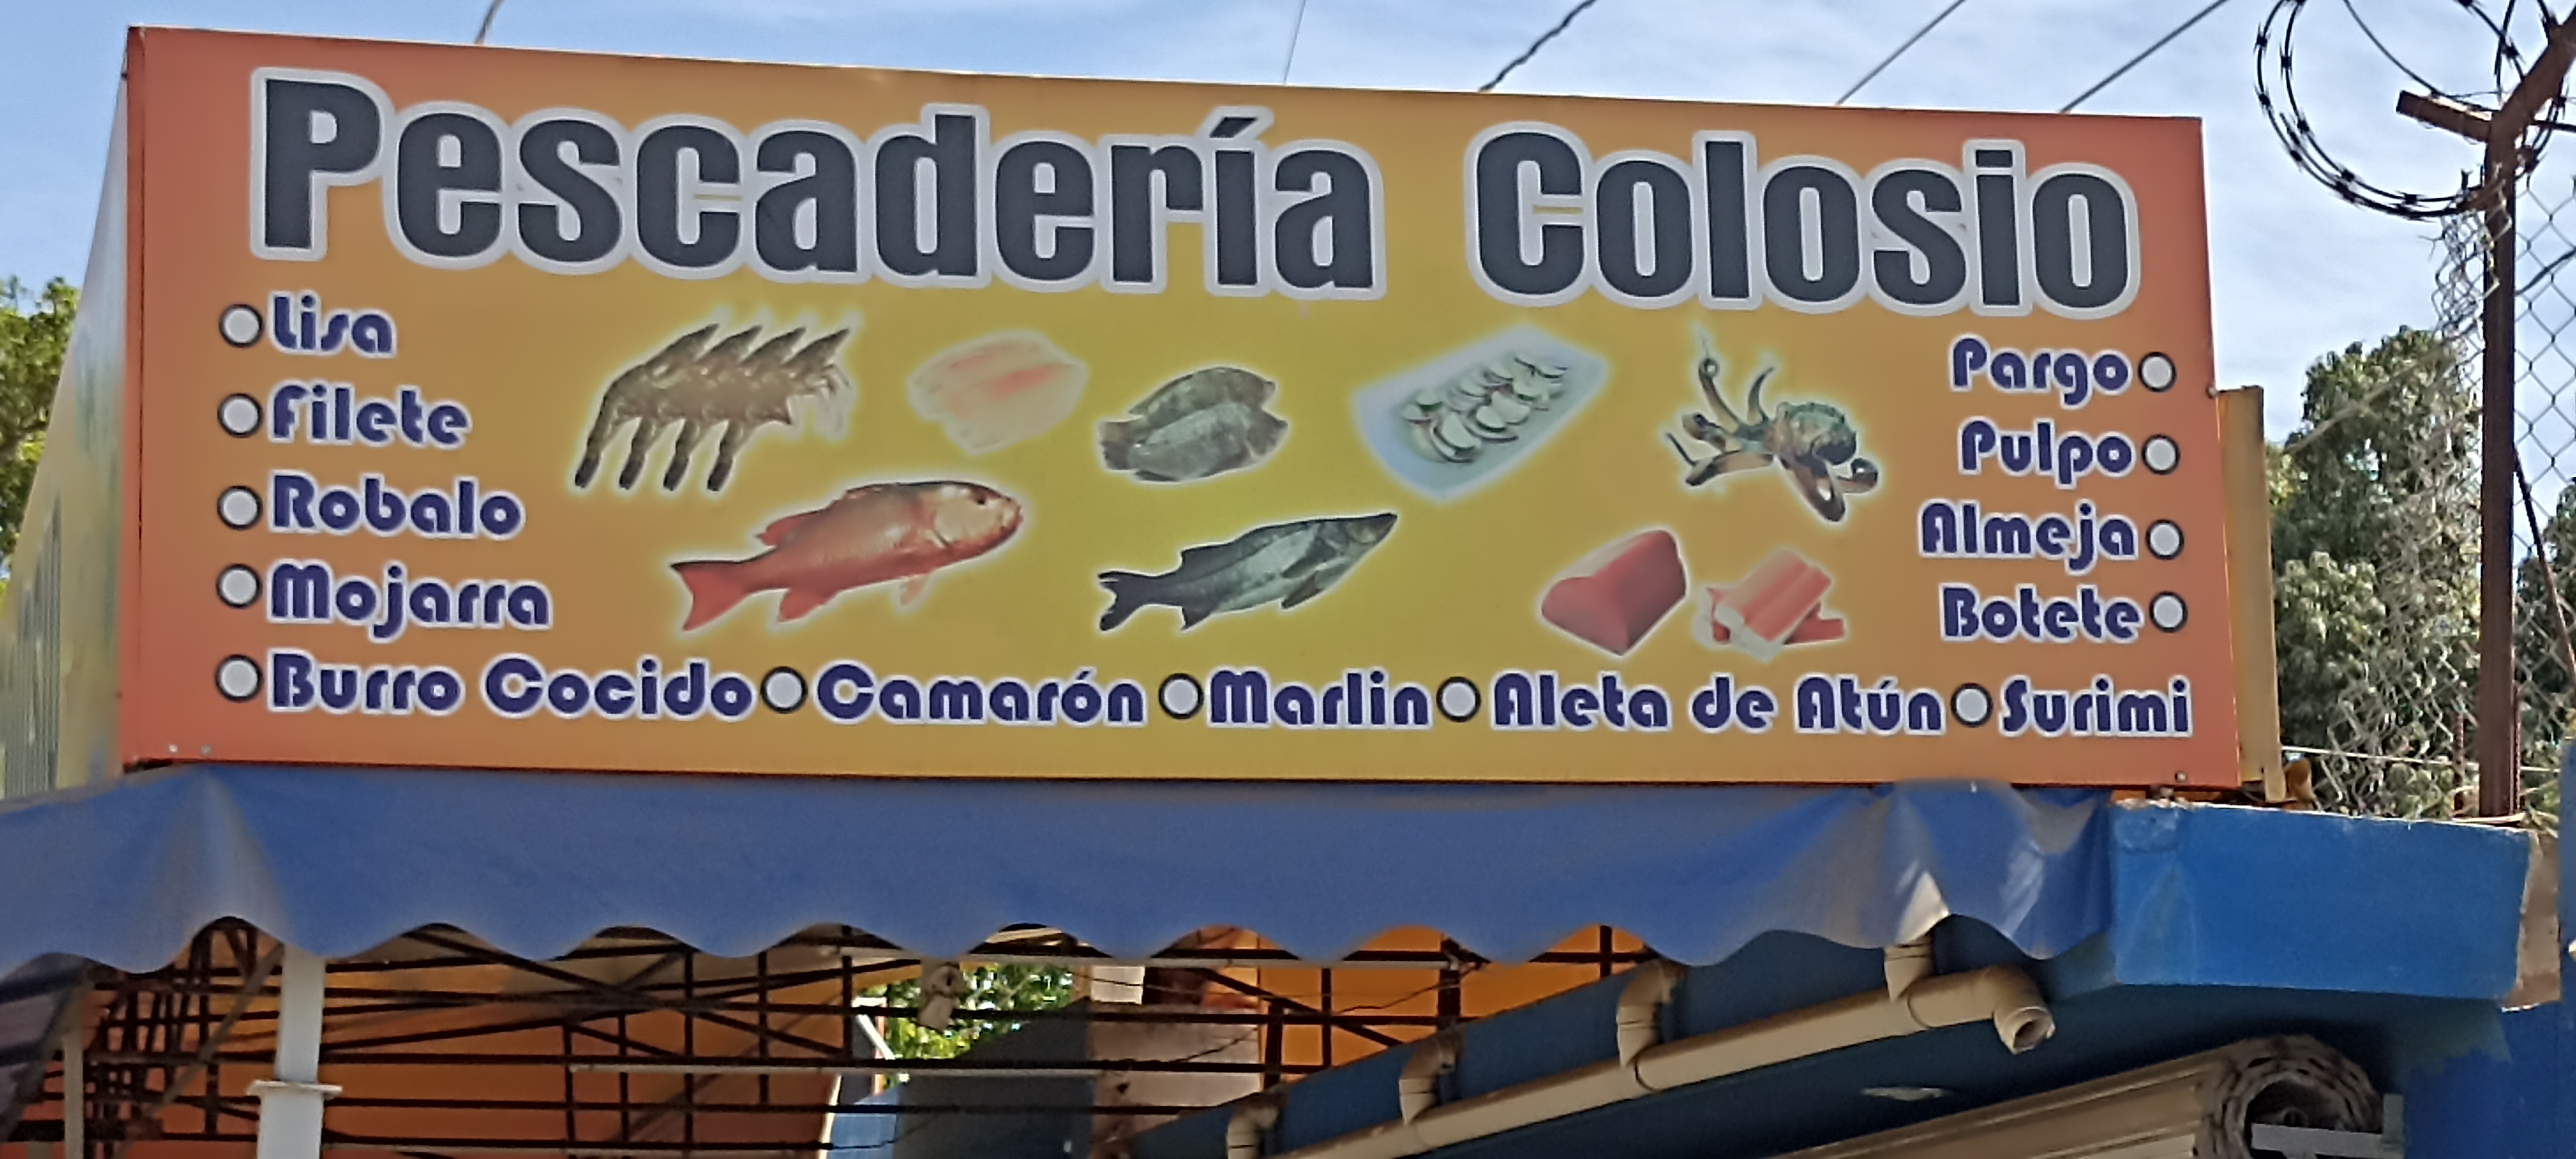 Pescadería Colosio
Lisa
Filete
Robalo
Mojarra
Pargo
Pulpo
Almeja
Botete
Burro Cocido Camarón Marlin Aleta de Atún Surimi